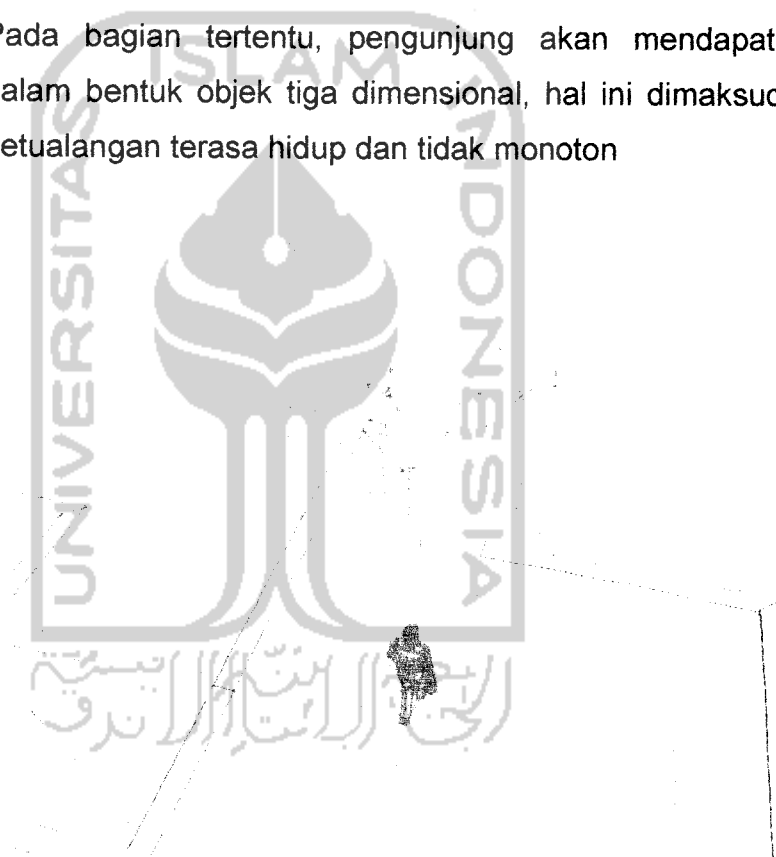 Pada bagian tertentu, pengunjung akan mendapat
alam bentuk objek tiga dimensional, hal ini dimaksud
etualangan terasa hidup dan tidak monoton
ISLAM
UNIVERSITAS
INDONESIA